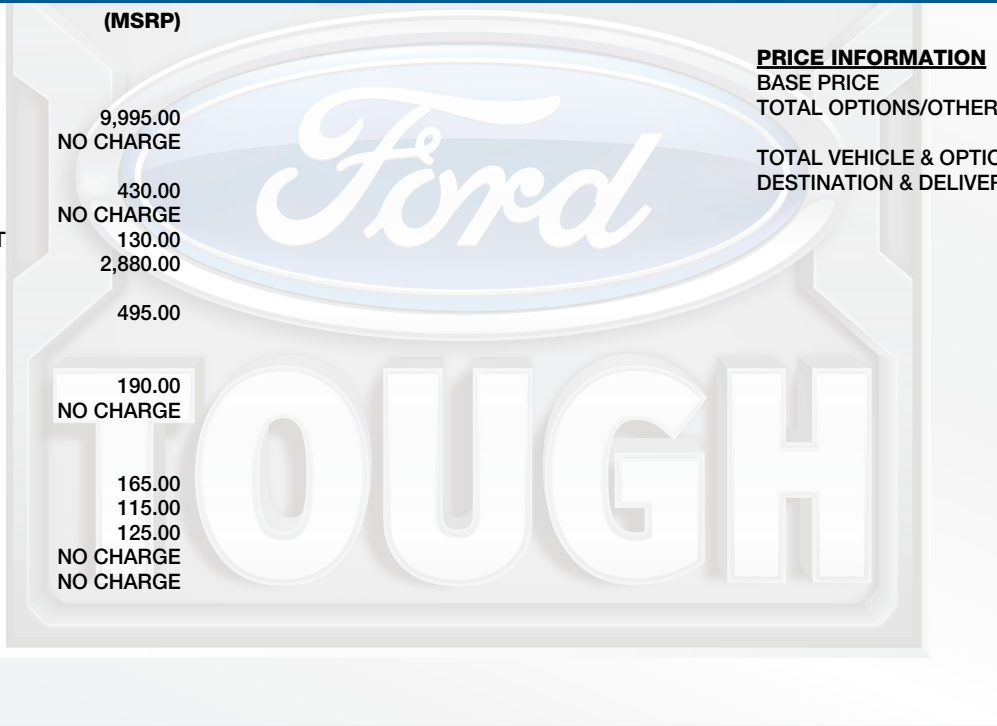 (MSRP)
9,995.00
NO CHARGE
430.00
NO CHARGE
T 130.00
2,880.00
495.00
190.00
NO CHARGE
165.00
115.00
125.00
NO CHARGE
NO CHARGE
PRICE INFORMATION
BASE PRICE
TOTAL OPTIONS/OTHER
TOTAL VEHICLE & OPTIO
DESTINATION & DELIVER
Ford
TOUGH